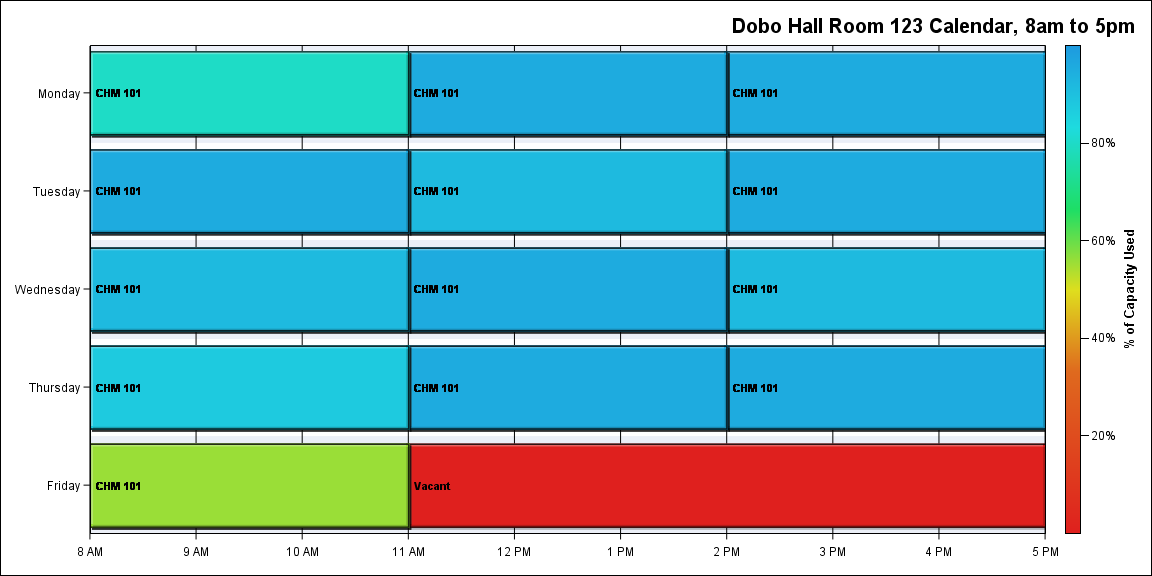 Dobo Hall Room 123 Calendar, 8am to 5pm
Monday
CHM 101
CHM 101
CHM 101
Tuesday
CHM 101
CHM 101
CHM 101
Wednesday
CHM 101
CHM 101
CHM 101
Thursday
CHM 101
CHM 101
CHM 101
Friday
CHM 101
Vacant
8 AM
9 AM
10 AM
11 AM
12 PM
1 PM
2 PM
3 PM
4 PM
5 PM
80%
60%
40%
20%
% of Capacity Used